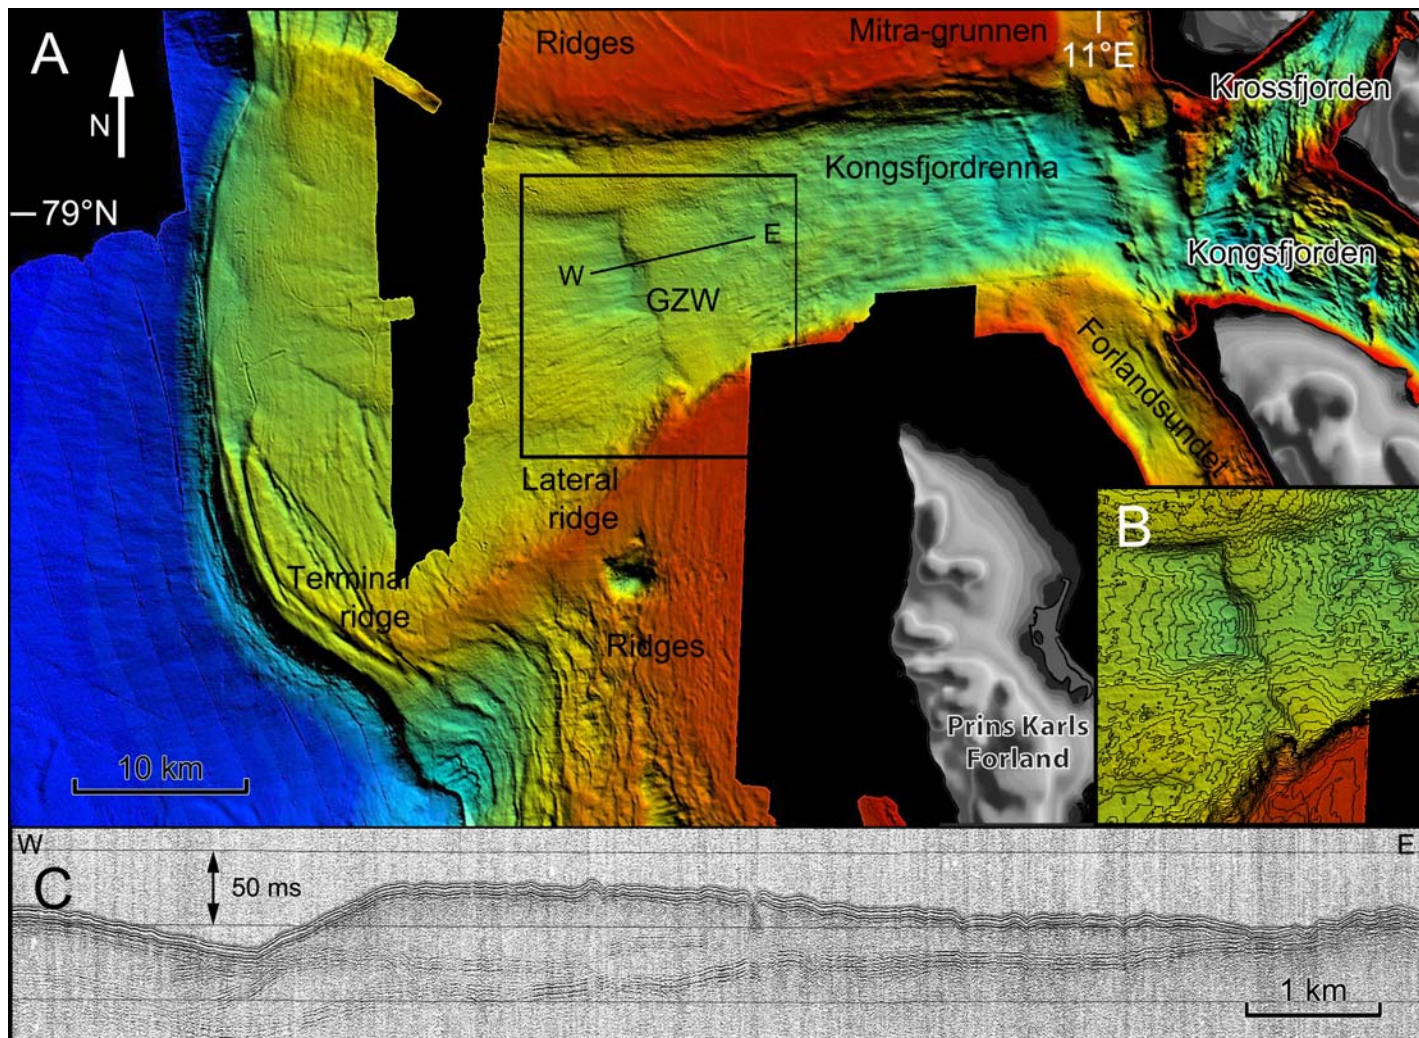 A
N
79°N
Ridges
Mitra-grunnen
11°E
Krossfjorden
Kongsfjordrenna
Kongsfjorden
E
W
GZW
Forlandsundet
Lateral
ridge
Terminal
ridge
Ridges
B
Prins Karls
Forland
10 km
W
E
C
50 ms
1 km